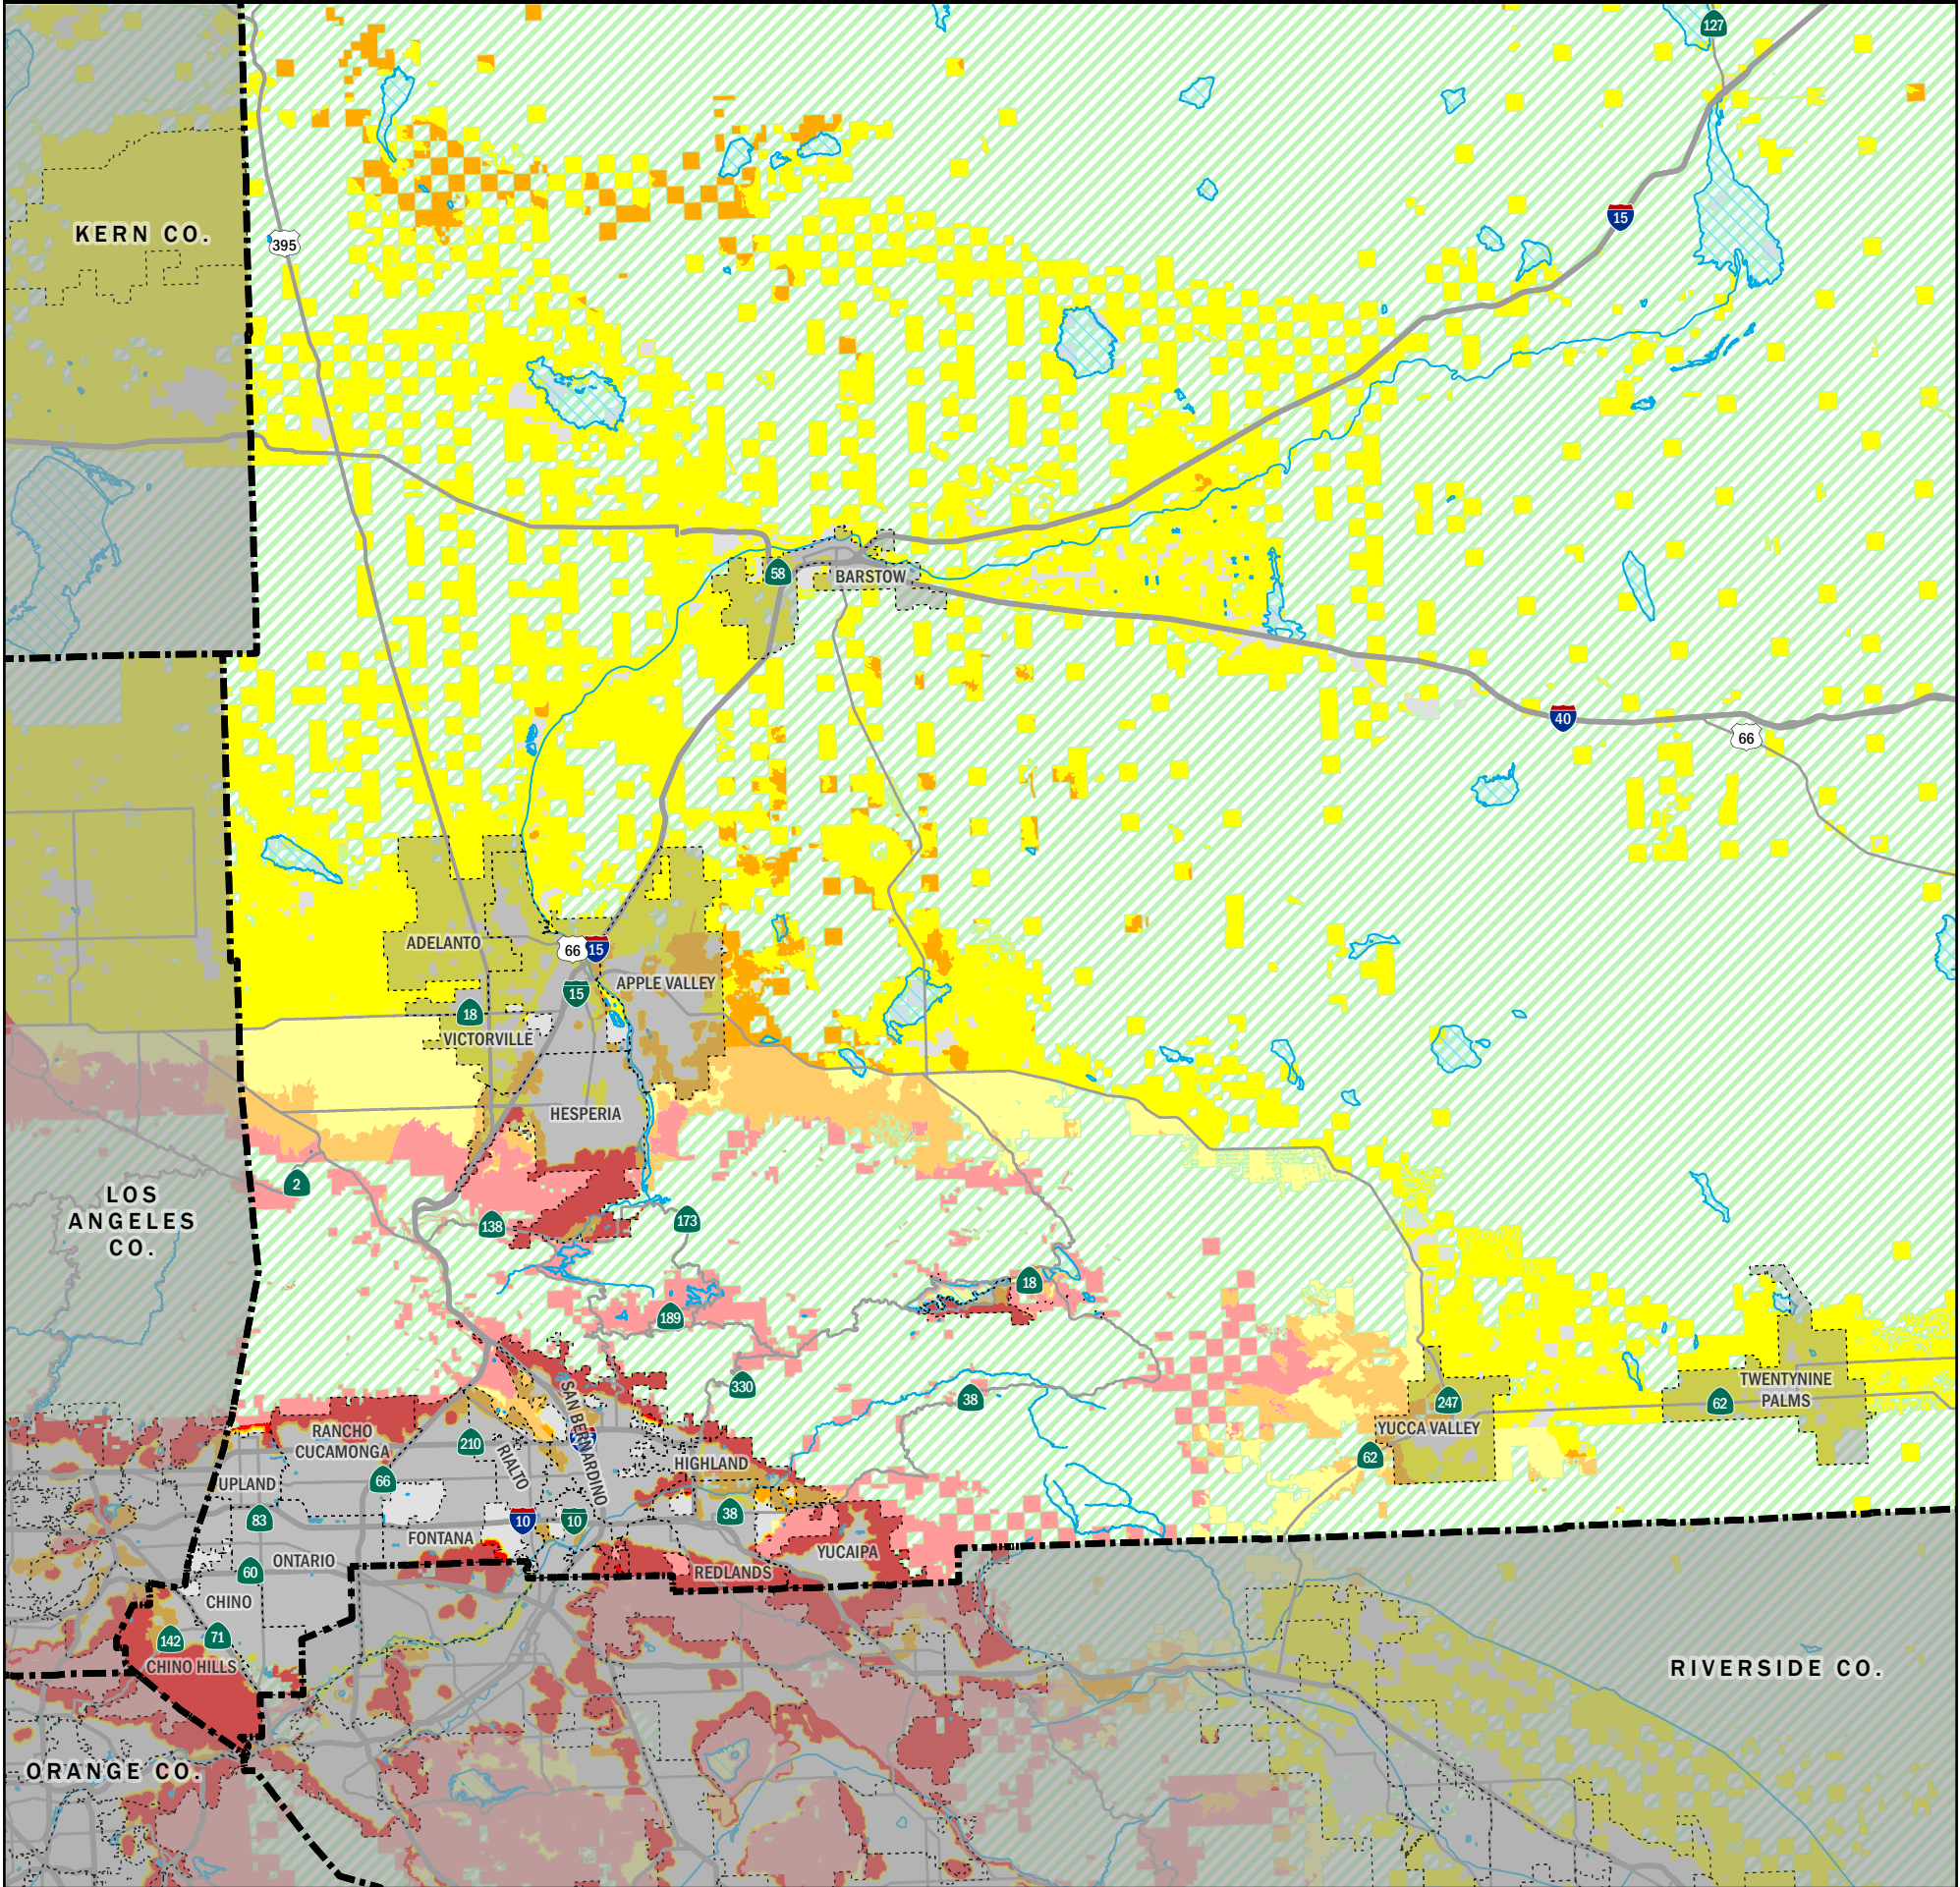 127
15
KERN CO.
395
58
BARSTOW
40
66
ADELANTO
66
15
APPLE VALLEY
15
18
VICTORVILLE
HESPERIA
2
LOS
ANGELES
CO.
138
173
18
189
330
38
247
TWENTYNINE
PALMS
62
YUCCA VALLEY
62
RANCHO
CUCAMONGA
210
RIALTO
SAN BERNARDINO
HIGHLAND
UPLAND
66
83
10
10
38
FONTANA
ONTARIO
60
YUCAIPA
REDLANDS
CHINO
142
71
CHINO HILLS
RIVERSIDE CO.
ORANGE CO.